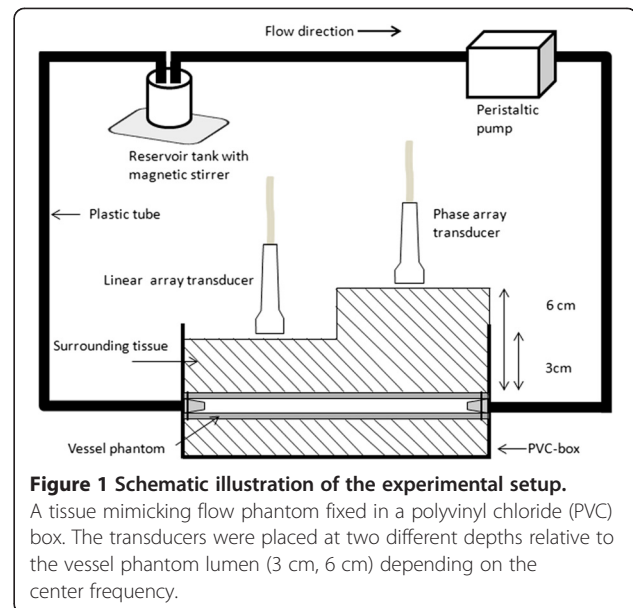 Flow direction
Peristaltic
pump
Reservoir tank with
magnetic stirrer
Plastic tube
Phase array
transducer
Linear array transducer
6 cm
Surrounding tissue
3cm
Vessel phantom
PVC-box
Figure 1 Schematic illustration of the experimental setup.
A tissue mimicking flow phantom fixed in a polyvinyl chloride (PVC)
box. The transducers were placed at two different depths relative to
the vessel phantom lumen (3 cm, 6 cm) depending on the
center frequency.